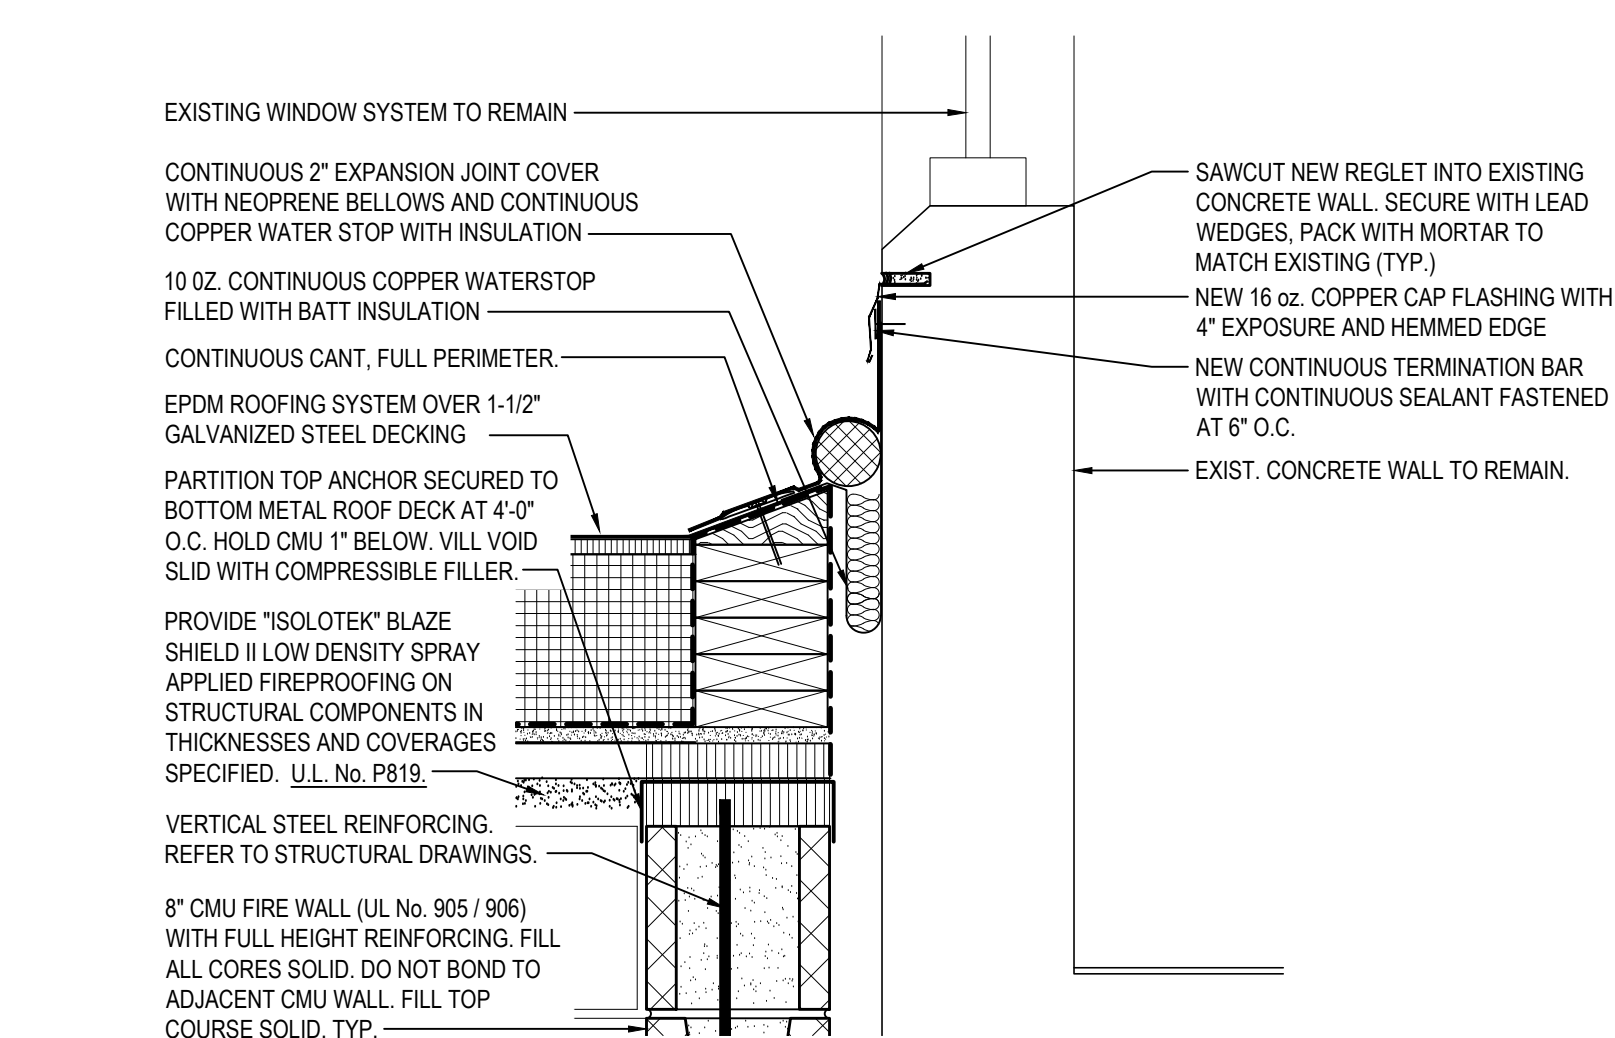 EXISTING WINDOW SYSTEM TO REMAIN
CONTINUOUS 2" EXPANSION JOINT COVER
WITH NEOPRENE BELLOWS AND CONTINUOUS
COPPER WATER STOP WITH INSULATION
10 0Z. CONTINUOUS COPPER WATERSTOP
FILLED WITH BATT INSULATION
CONTINUOUS CANT, FULL PERIMETER.
EPDM ROOFING SYSTEM OVER 1-1/2"
GALVANIZED STEEL DECKING
PARTITION TOP ANCHOR SECURED TO
BOTTOM METAL ROOF DECK AT 4'-0"
O.C. HOLD CMU 1" BELOW. VILL VOID
SLID WITH COMPRESSIBLE FILLER.
PROVIDE "ISOLOTEK" BLAZE
SHIELD II LOW DENSITY SPRAY
APPLIED FIREPROOFING ON
STRUCTURAL COMPONENTS IN
THICKNESSES AND COVERAGES
SPECIFIED. U.L. No. P819.
VERTICAL STEEL REINFORCING.
REFER TO STRUCTURAL DRAWINGS.
8" CMU FIRE WALL (UL No. 905 / 906)
WITH FULL HEIGHT REINFORCING. FILL
ALL CORES SOLID. DO NOT BOND TO
ADJACENT CMU WALL. FILL TOP
COURSE SOLID. TYP.
SAWCUT NEW REGLET INTO EXISTING
CONCRETE WALL. SECURE WITH LEAD
WEDGES, PACK WITH MORTAR TO
MATCH EXISTING (TYP.)
NEW 16 oz. COPPER CAP FLASHING WITH
4" EXPOSURE AND HEMMED EDGE
NEW CONTINUOUS TERMINATION BAR
WITH CONTINUOUS SEALANT FASTENED
AT 6" O.C.
EXIST. CONCRETE WALL TO REMAIN.